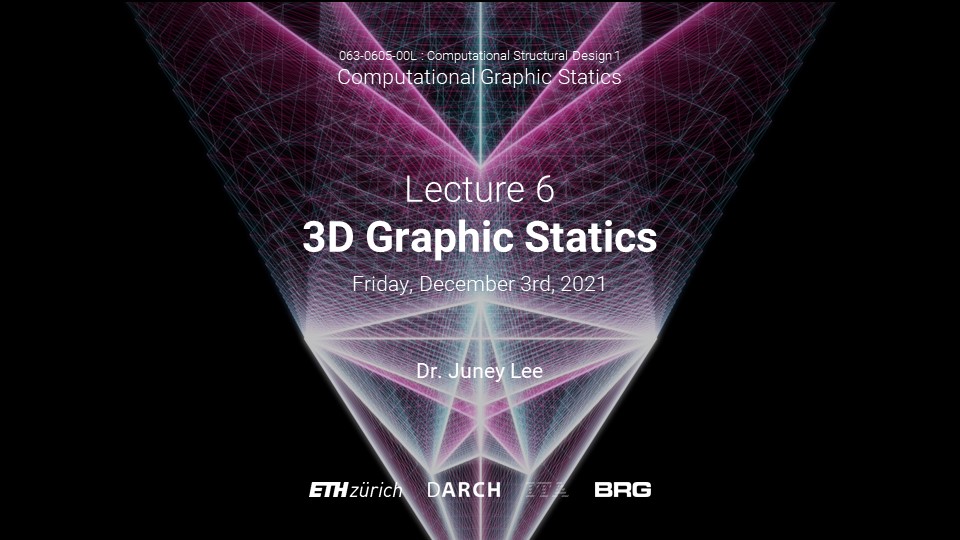 063-0605-00L : Computational Structural Design 1
Computational Graphic Statics
Lecture 6
3D Graphic Statics
Friday, December 3rd, 2021
Dr. Juney Lee
ETH zürich DARCH ITA BRG